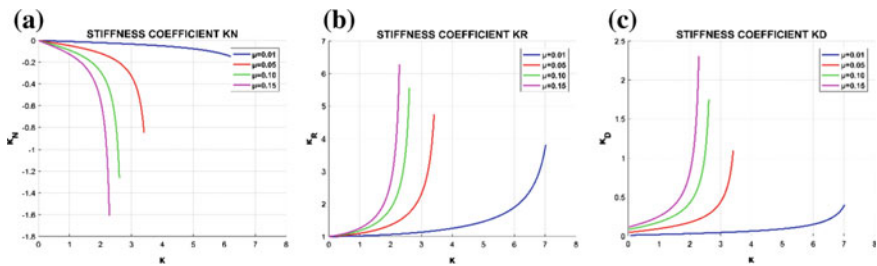 (a)
STIFFNESS COEFFICIENT KN
0
-0.2
-0.4
-0.6
-0.8
-1
-1.2
-1.4
-1.6
-1.8
0 1 2 3 4 5 6 7 8
κ_N
κ
μ=0.01
μ=0.05
μ=0.10
μ=0.15
(b)
STIFFNESS COEFFICIENT KR
7
6
5
4
3
2
1
0 1 2 3 4 5 6 7 8
κ_R
κ
μ=0.01
μ=0.05
μ=0.10
μ=0.15
(c)
STIFFNESS COEFFICIENT KD
2.5
2
1.5
1
0.5
0
0 1 2 3 4 5 6 7 8
κ_D
κ
μ=0.01
μ=0.05
μ=0.10
μ=0.15